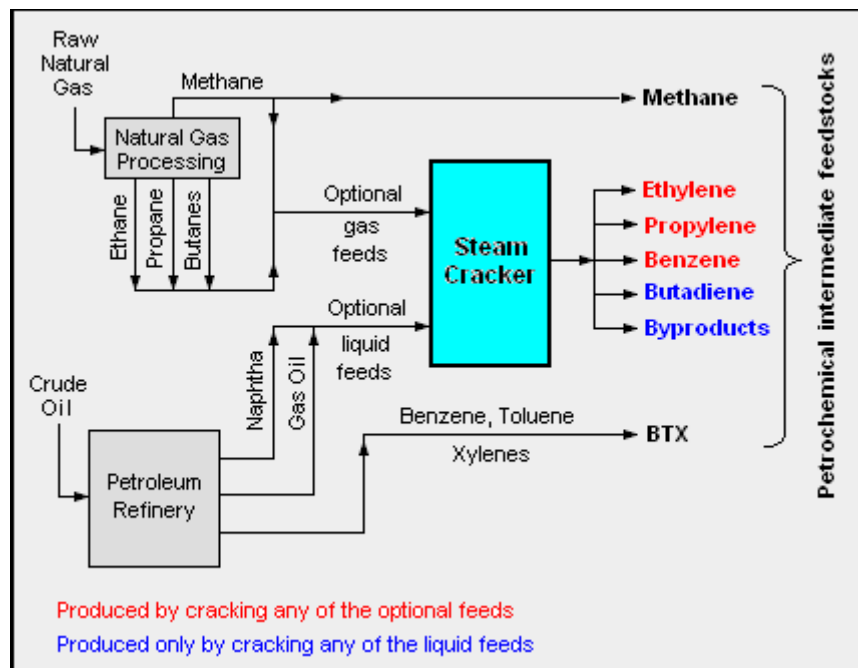 Raw
Natural
Gas
Methane
Methane
Natural Gas
Processing
Ethane
Propane
Butanes
Optional
gas
feeds
Steam
Cracker
Ethylene
Propylene
Benzene
Butadiene
Byproducts
Optional
liquid
feeds
Naphtha
Gas Oil
Crude
Oil
Petroleum
Refinery
Benzene, Toluene
Xylenes
BTX
Petrochemical intermediate feedstocks
Produced by cracking any of the optional feeds
Produced only by cracking any of the liquid feeds